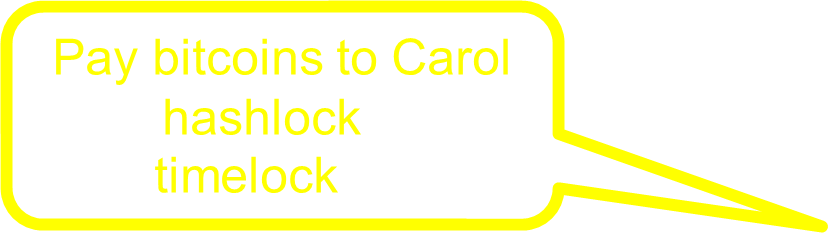 Pay bitcoins to Carol
hashlock
timelock